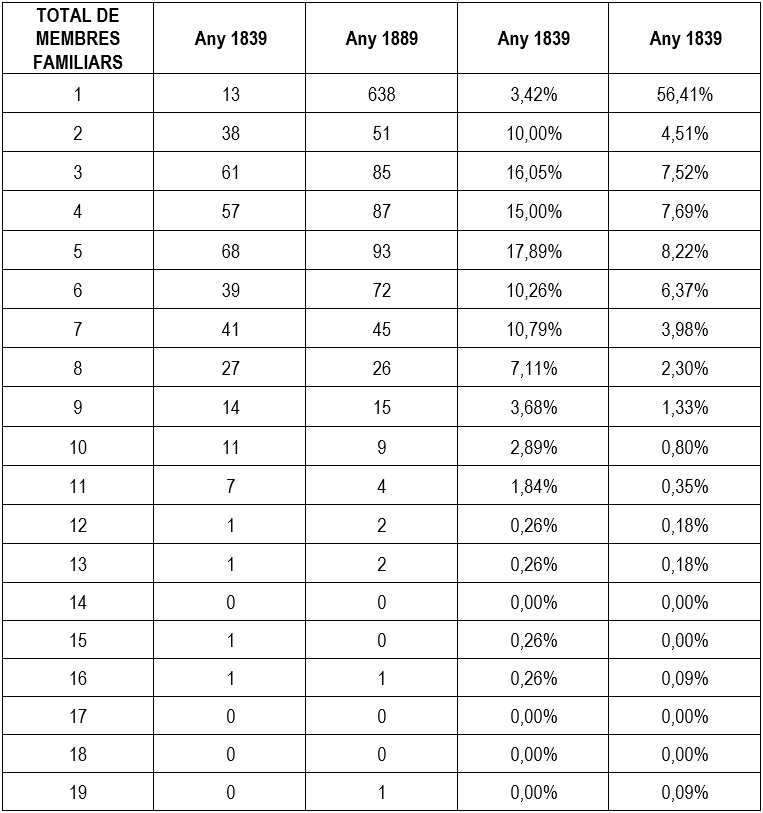 TOTAL DE
MEMBRES
FAMILIARS
Any 1839
Any 1889
Any 1839
Any 1839
1 13 638 3,42% 56,41%
2 38 51 10,00% 4,51%
3 61 85 16,05% 7,52%
4 57 87 15,00% 7,69%
5 68 93 17,89% 8,22%
6 39 72 10,26% 6,37%
7 41 45 10,79% 3,98%
8 27 26 7,11% 2,30%
9 14 15 3,68% 1,33%
10 11 9 2,89% 0,80%
11 7 4 1,84% 0,35%
12 1 2 0,26% 0,18%
13 1 2 0,26% 0,18%
14 0 0 0,00% 0,00%
15 1 0 0,26% 0,00%
16 1 1 0,26% 0,09%
17 0 0 0,00% 0,00%
18 0 0 0,00% 0,00%
19 0 1 0,00% 0,09%